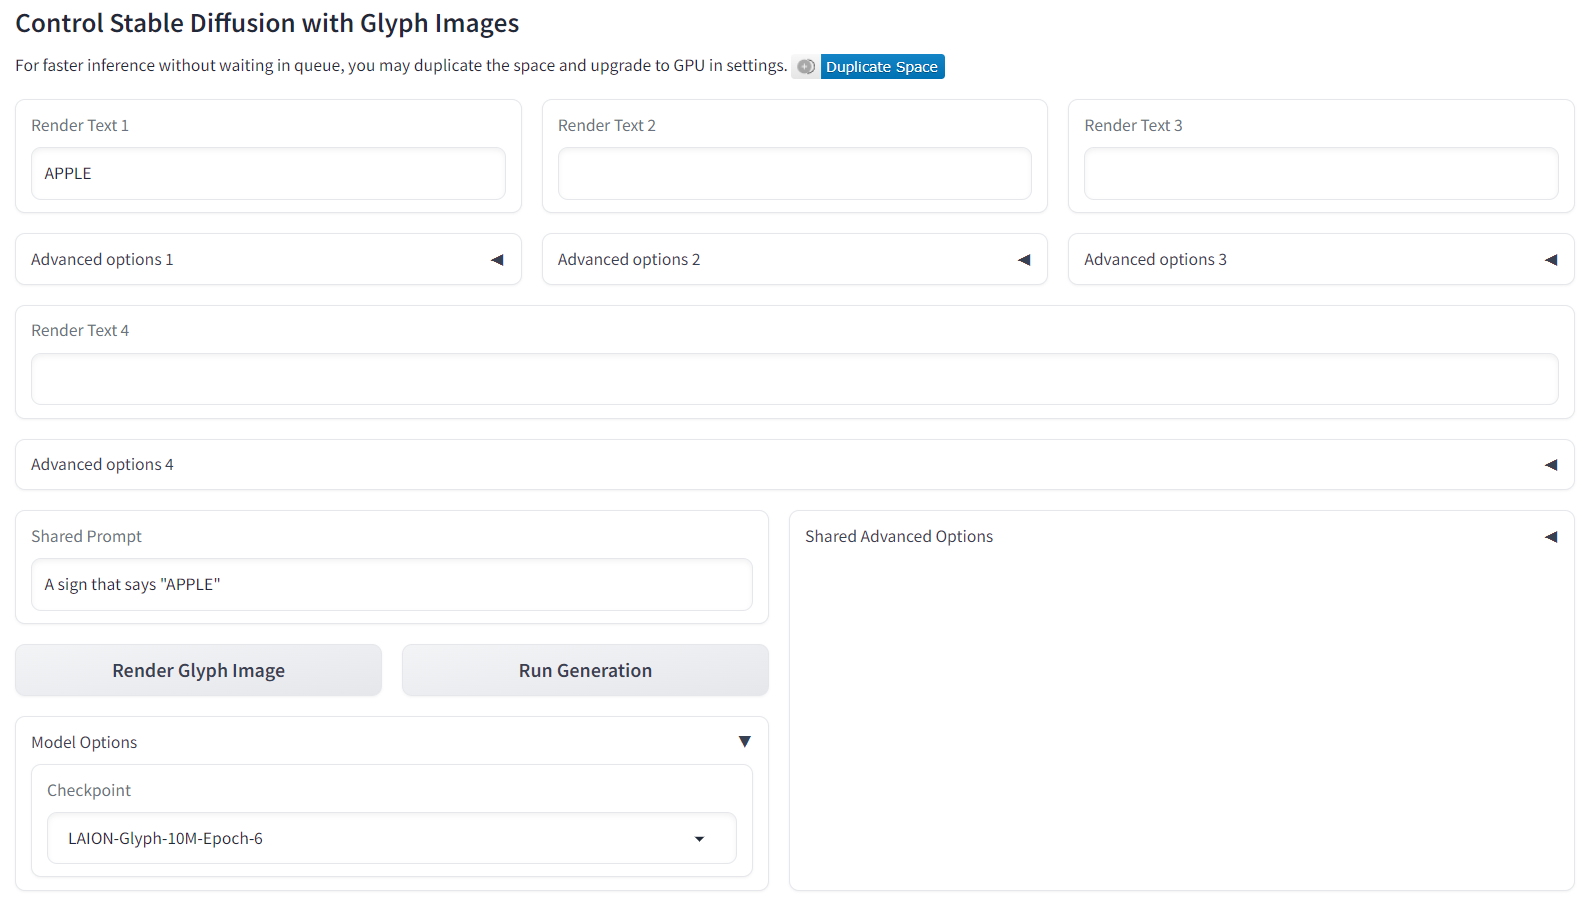 Control Stable Diffusion with Glyph Images
For faster inference without waiting in queue, you may duplicate the space and upgrade to GPU in settings. Duplicate Space
Render Text 1
APPLE
Render Text 2
Render Text 3
Advanced options 1
Advanced options 2
Advanced options 3
Render Text 4
Advanced options 4
Shared Prompt
A sign that says "APPLE"
Shared Advanced Options
Render Glyph Image
Run Generation
Model Options
Checkpoint
LAION-Glyph-10M-Epoch-6